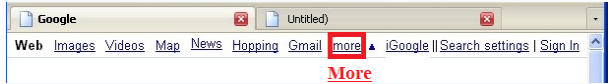 Google Untitled)
Web Images Videos Map News Hopping Gmail more ▲ iGoogle || Search settings | Sign In
More